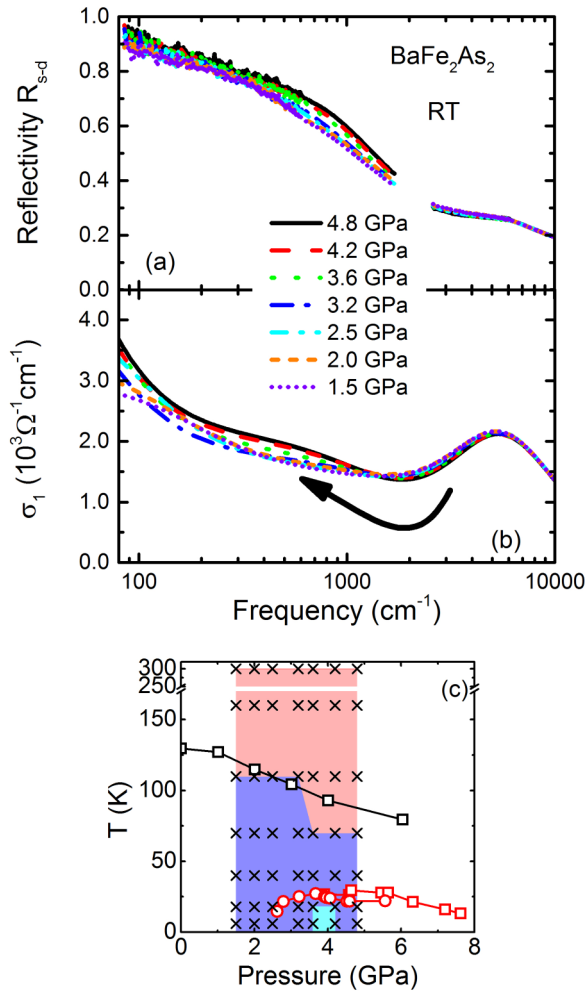 1.0
0.8
0.6
0.4
0.2
0.0
Reflectivity R_s-d
BaFe₂As₂
RT
(a)
4.8 GPa
4.2 GPa
3.6 GPa
3.2 GPa
2.5 GPa
2.0 GPa
1.5 GPa
4.0
3.0
2.0
1.0
0.0
σ₁ (10³Ω⁻¹cm⁻¹)
(b)
100 1000 10000
Frequency (cm⁻¹)
(c)
300
250
150
100
50
0
T (K)
0 2 4 6 8
Pressure (GPa)